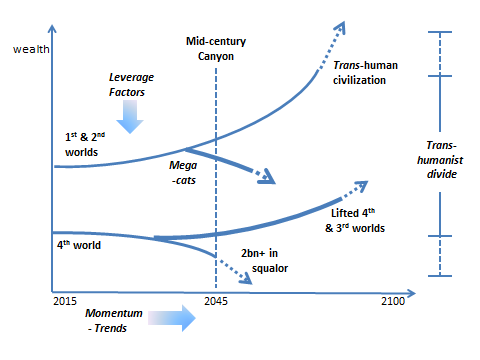 wealth
Mid-century
Canyon
Leverage
Factors
Trans-human
civilization
1st & 2nd
worlds
Mega
-cats
Trans-
humanist
divide
4th world
Lifted 4th
& 3rd worlds
2bn+ in
squalor
2015
2045
2100
Momentum
- Trends